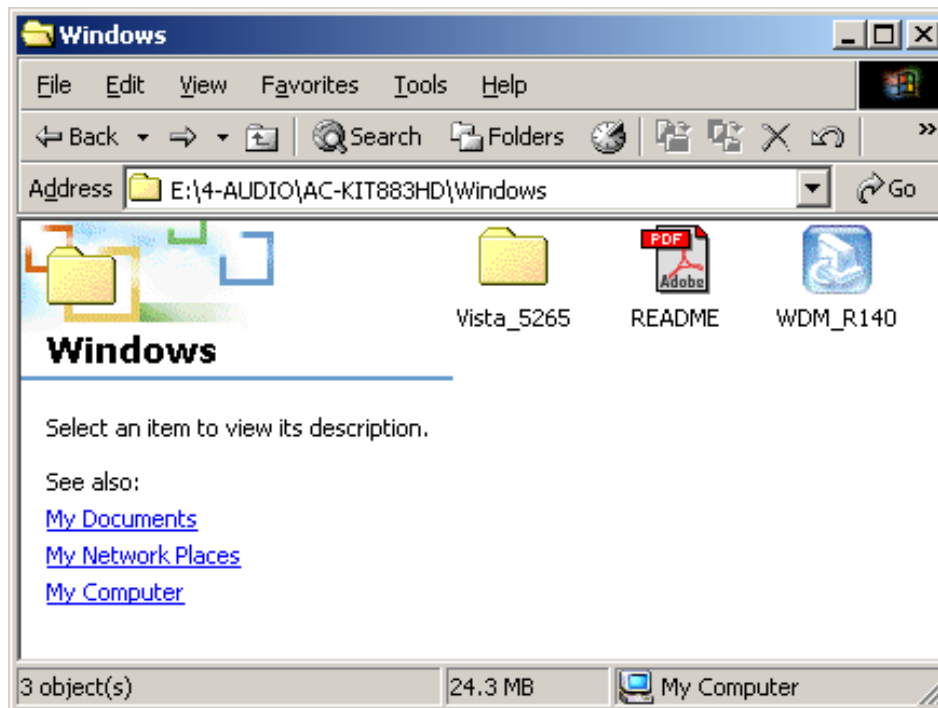 Windows
File Edit View Favorites Tools Help
Back Search Folders »
Address E:\4-AUDIO\AC-KIT883HD\Windows Go
PDF
Adobe
Vista_5265 README WDM_R140
Windows
Select an item to view its description.
See also:
My Documents
My Network Places
My Computer
3 object(s) 24.3 MB My Computer